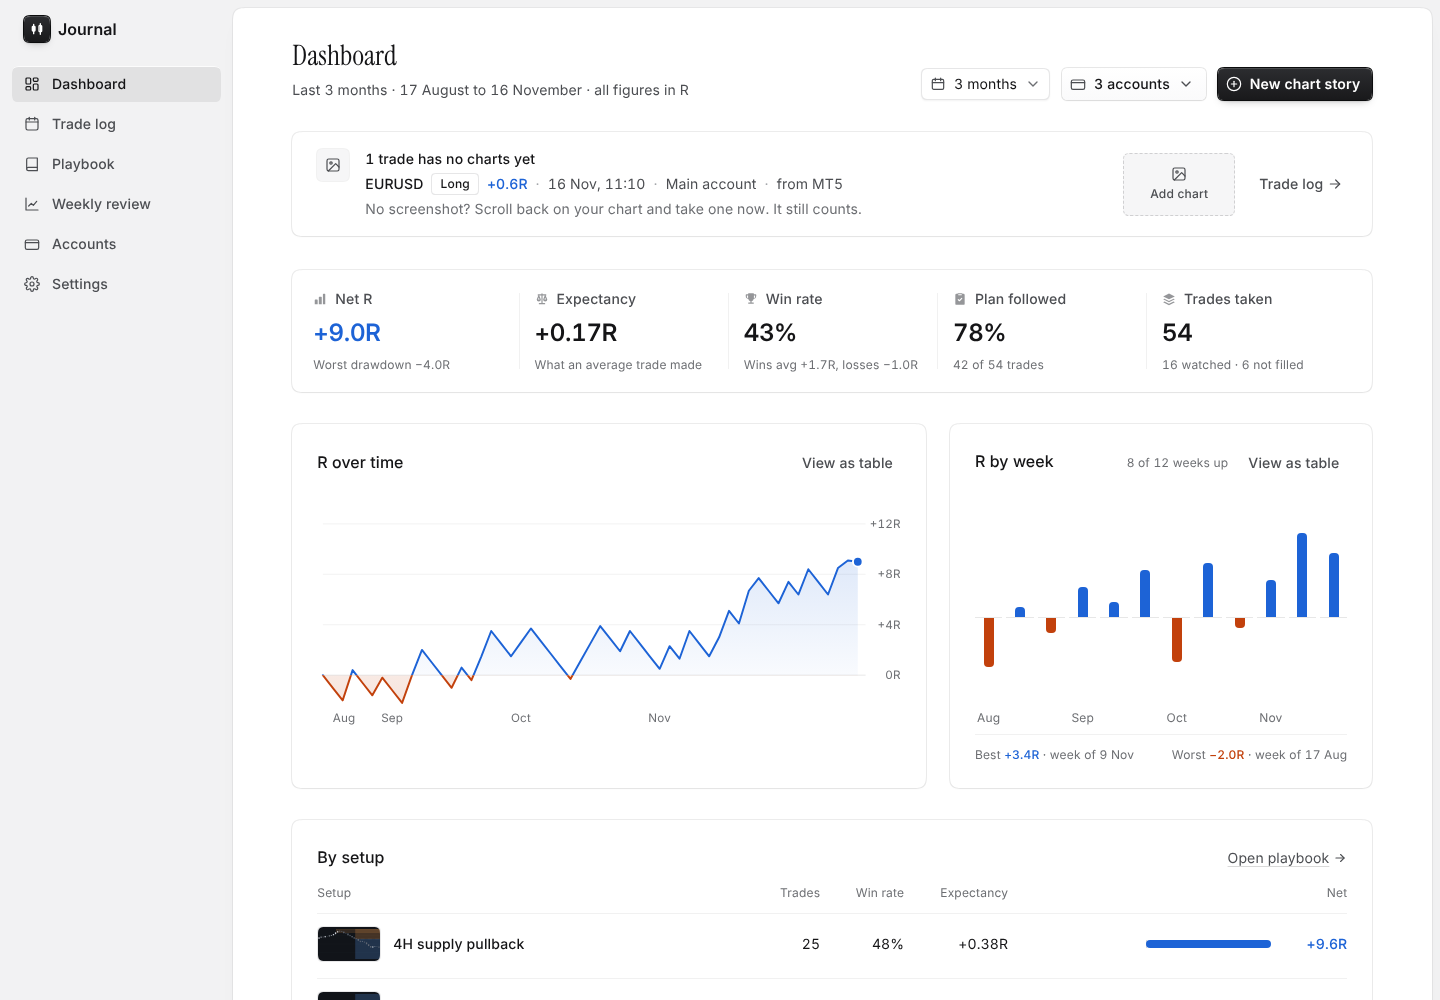 Journal
Dashboard
Trade log
Playbook
Weekly review
Accounts
Settings
Dashboard
Last 3 months · 17 August to 16 November · all figures in R
3 months
3 accounts
New chart story
1 trade has no charts yet
EURUSD Long +0.6R · 16 Nov, 11:10 · Main account · from MT5
No screenshot? Scroll back on your chart and take one now. It still counts.
Add chart
Trade log →
Net R
+9.0R
Worst drawdown −4.0R
Expectancy
+0.17R
What an average trade made
Win rate
43%
Wins avg +1.7R, losses −1.0R
Plan followed
78%
42 of 54 trades
Trades taken
54
16 watched · 6 not filled
R over time
View as table
+12R
+8R
+4R
0R
Aug Sep Oct Nov
R by week
8 of 12 weeks up
View as table
Aug Sep Oct Nov
Best +3.4R · week of 9 Nov
Worst −2.0R · week of 17 Aug
By setup
Open playbook →
Setup Trades Win rate Expectancy Net
4H supply pullback 25 48% +0.38R +9.6R